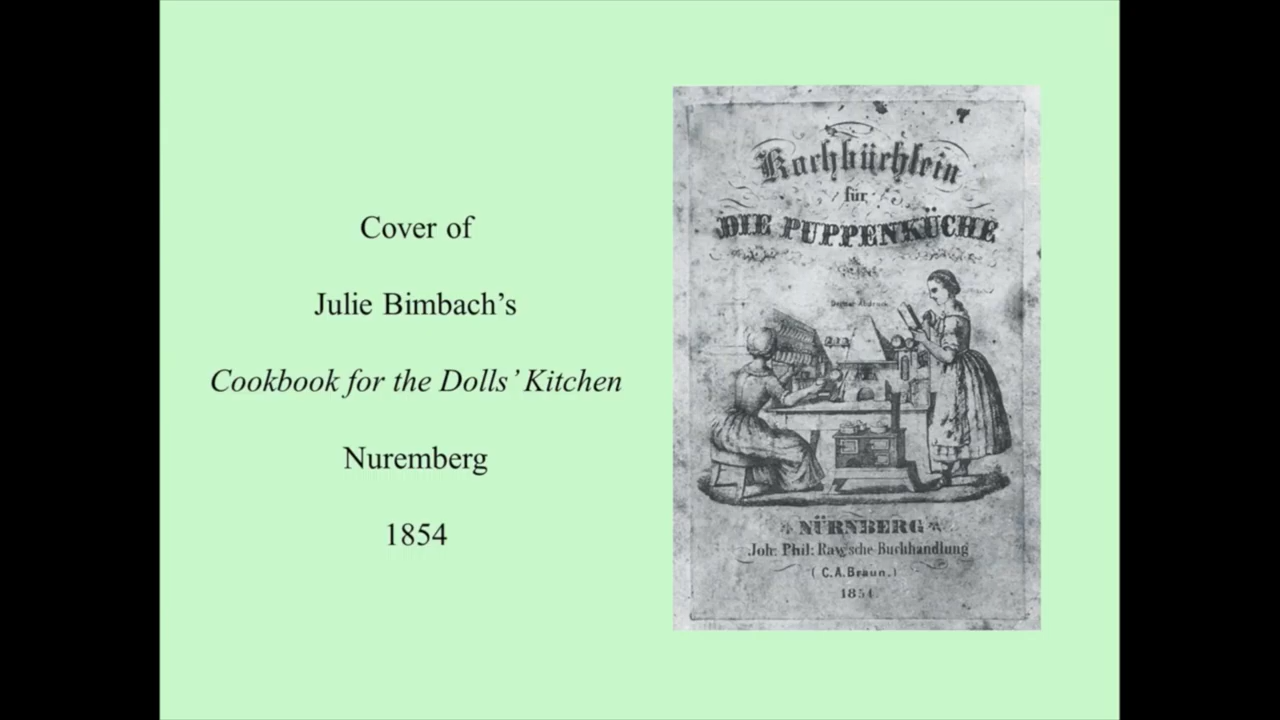 Cover of
Julie Bimbach’s
Cookbook for the Dolls’ Kitchen
Nuremberg
1854
Kochbüchlein
für
DIE PUPPENKÜCHE
NÜRNBERG
Joh: Phil: Raw'sche Buchhandlung
( C.A.Braun.)
1854.